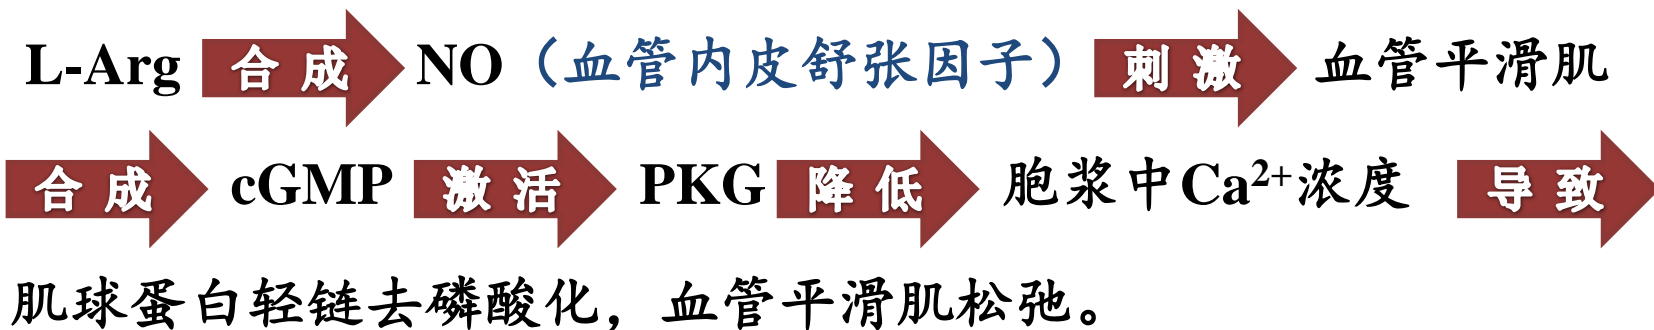 L-Arg 合成 NO（血管内皮舒张因子） 刺激 血管平滑肌
合成 cGMP 激活 PKG 降低 胞浆中Ca²⁺浓度 导致
肌球蛋白轻链去磷酸化，血管平滑肌松弛。